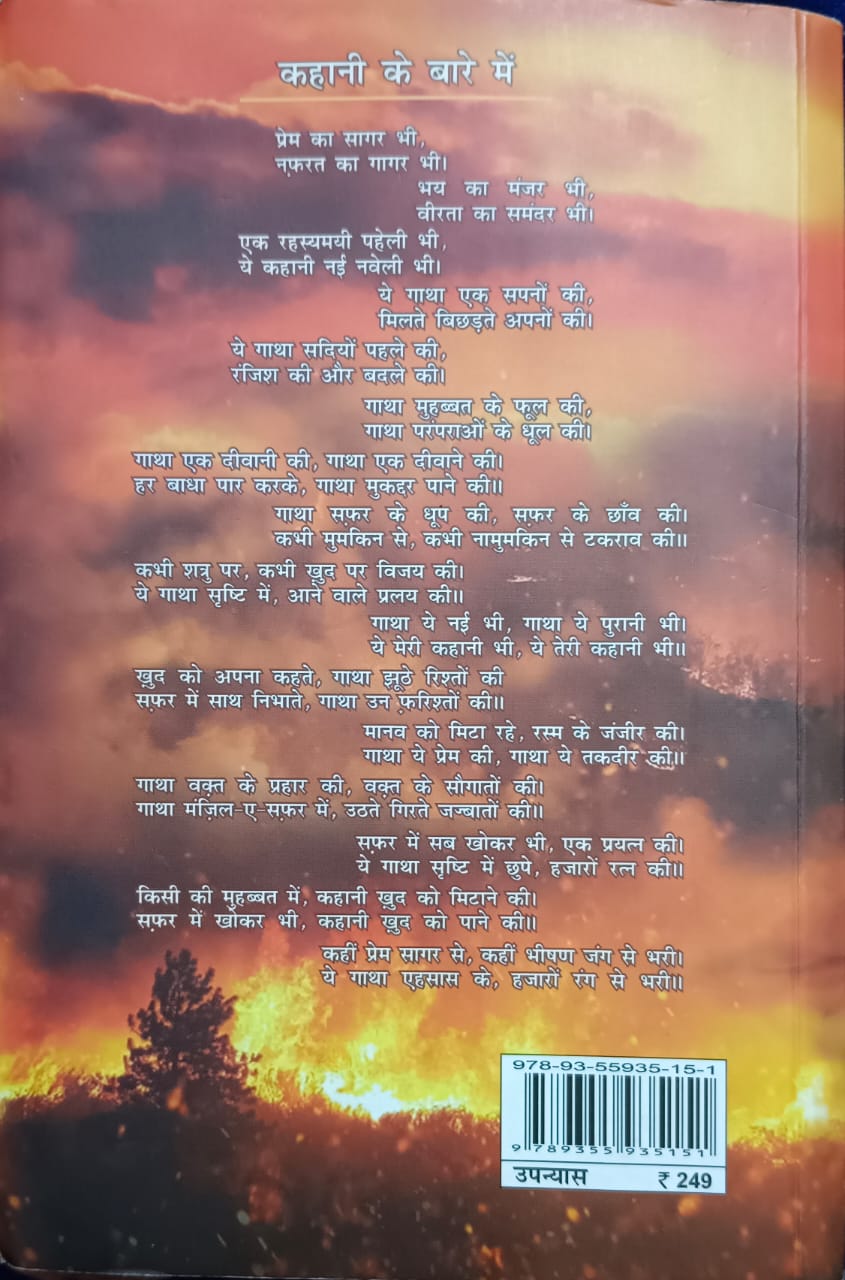 कहानी के बारे में
प्रेम का सागर भी,
नफ़रत का गागर भी।
भय का मंजर भी,
वीरता का समंदर भी।
एक रहस्यमयी पहेली भी,
ये कहानी नई नवेली भी।
ये गाथा एक सपनों की,
मिलते बिछड़ते अपनों की।
ये गाथा सदियों पहले की,
रंजिश की और बदले की।
गाथा मुहब्बत के फूल की,
गाथा परंपराओं के धूल की।
गाथा एक दीवानी की, गाथा एक दीवाने की।
हर बाधा पार करके, गाथा मुकद्दर पाने की॥
गाथा सफ़र के धूप की, सफ़र के छाँव की।
कभी मुमकिन से, कभी नामुमकिन से टकराव की॥
कभी शत्रु पर, कभी ख़ुद पर विजय की।
ये गाथा सृष्टि में, आने वाले प्रलय की॥
गाथा ये नई भी, गाथा ये पुरानी भी।
ये मेरी कहानी भी, ये तेरी कहानी भी॥
ख़ुद को अपना कहते, गाथा झूठे रिश्तों की
सफ़र में साथ निभाते, गाथा उन फ़रिश्तों की॥
मानव को मिटा रहे, रस्म के जंजीर की।
गाथा ये प्रेम की, गाथा ये तकदीर की॥
गाथा वक्त के प्रहार की, वक़्त के सौगातों की।
गाथा मंज़िल-ए-सफ़र में, उठते गिरते जज्बातों की॥
सफ़र में सब खोकर भी, एक प्रयत्न की।
ये गाथा सृष्टि में छुपे, हजारों रत्न की॥
किसी की मुहब्बत में, कहानी ख़ुद को मिटाने की।
सफ़र में खोकर भी, कहानी ख़ुद को पाने की॥
कहीं प्रेम सागर से, कहीं भीषण जंग से भरी।
ये गाथा एहसास के, हजारों रंग से भरी॥
978-93-55935-15-1
9 789355 935151
उपन्यास ₹ 249